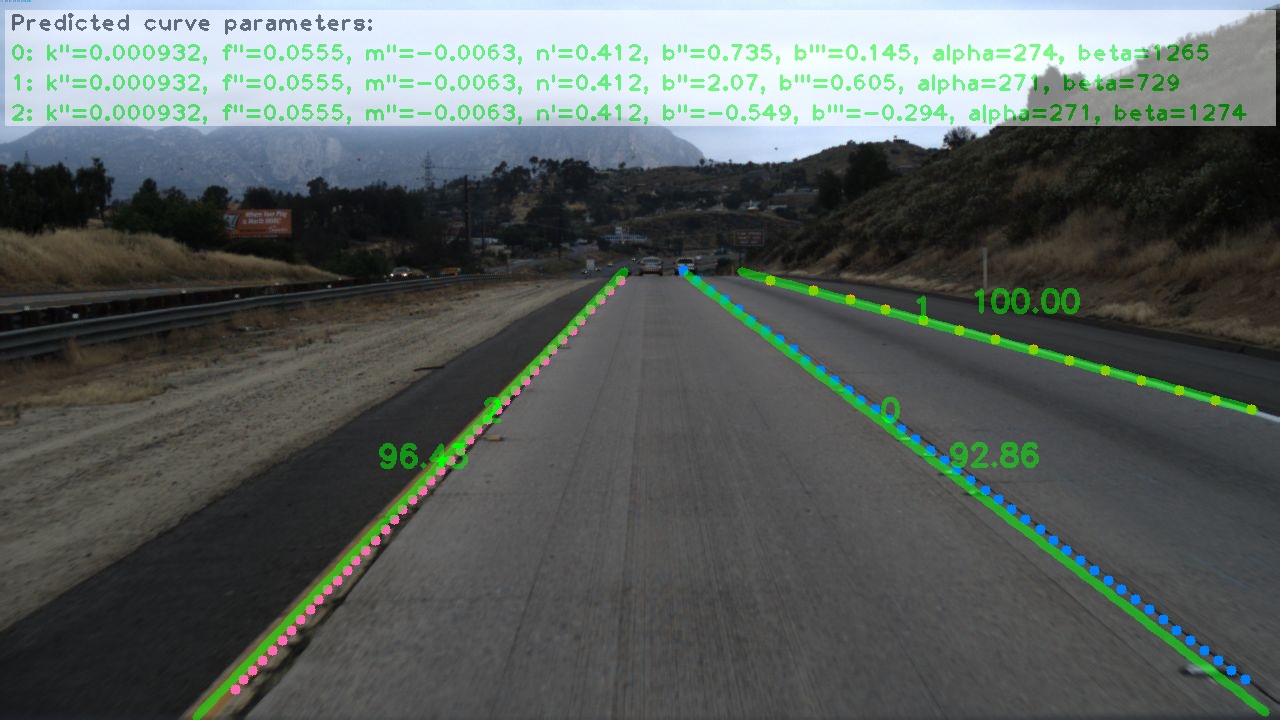 Predicted curve parameters:
0: k''=0.000932, f''=0.0555, m''=-0.0063, n'=0.412, b''=0.735, b'''=0.145, alpha=274, beta=1265
1: k''=0.000932, f''=0.0555, m''=-0.0063, n'=0.412, b''=2.07, b'''=0.605, alpha=271, beta=729
2: k''=0.000932, f''=0.0555, m''=-0.0063, n'=0.412, b''=-0.549, b'''=-0.294, alpha=271, beta=1274
1 100.00
2 0
96.43 92.86